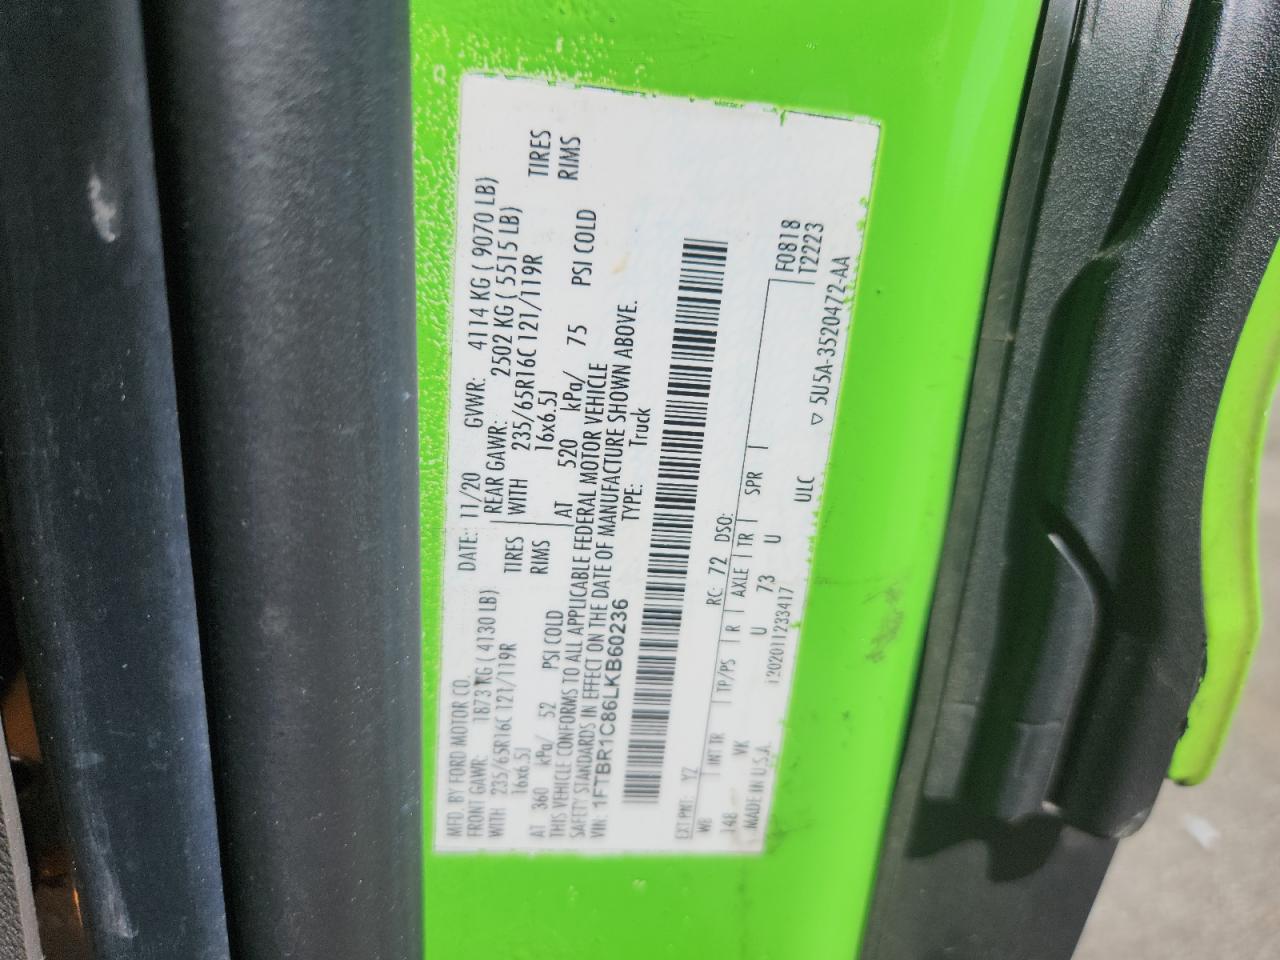 MFD. BY FORD MOTOR CO. DATE: 11/20 GVWR: 4114 KG ( 9070 LB)
FRONT GAWR: 1873 KG ( 4130 LB) REAR GAWR: 2502 KG ( 5515 LB)
WITH 235/65R16C 121/119R TIRES WITH 235/65R16C 121/119R TIRES
16x6.5J RIMS 16x6.5J RIMS
AT 360 kPa/ 52 PSI COLD AT 520 kPa/ 75 PSI COLD
THIS VEHICLE CONFORMS TO ALL APPLICABLE FEDERAL MOTOR VEHICLE
SAFETY STANDARDS IN EFFECT ON THE DATE OF MANUFACTURE SHOWN ABOVE.
VIN: 1FTBR1C86LKB60236 TYPE: Truck
EXT PNT: YZ RC: 72 DSO: F0818
WB INT TR TP/PS R AXLE TR SPR T2223
148 VK U 73 U
MADE IN U.S.A. 12020111233417 ULC ▽ 5U5A-3520472-AA